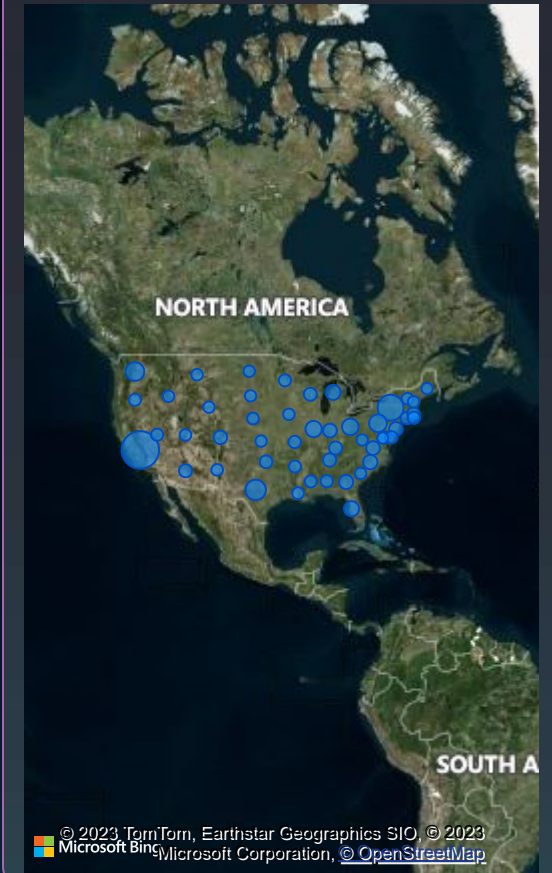 NORTH AMERICA
SOUTH A
© 2023 TomTom, Earthstar Geographics SIO, © 2023
Microsoft Bing
Microsoft Corporation, © OpenStreetMap